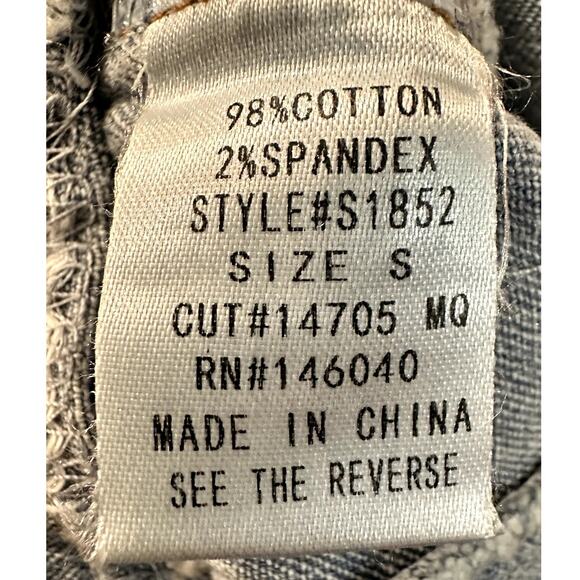 98%COTTON
2%SPANDEX
STYLE#S1852
SIZE S
CUT#14705 MQ
RN#146040
MADE IN CHINA
SEE THE REVERSE